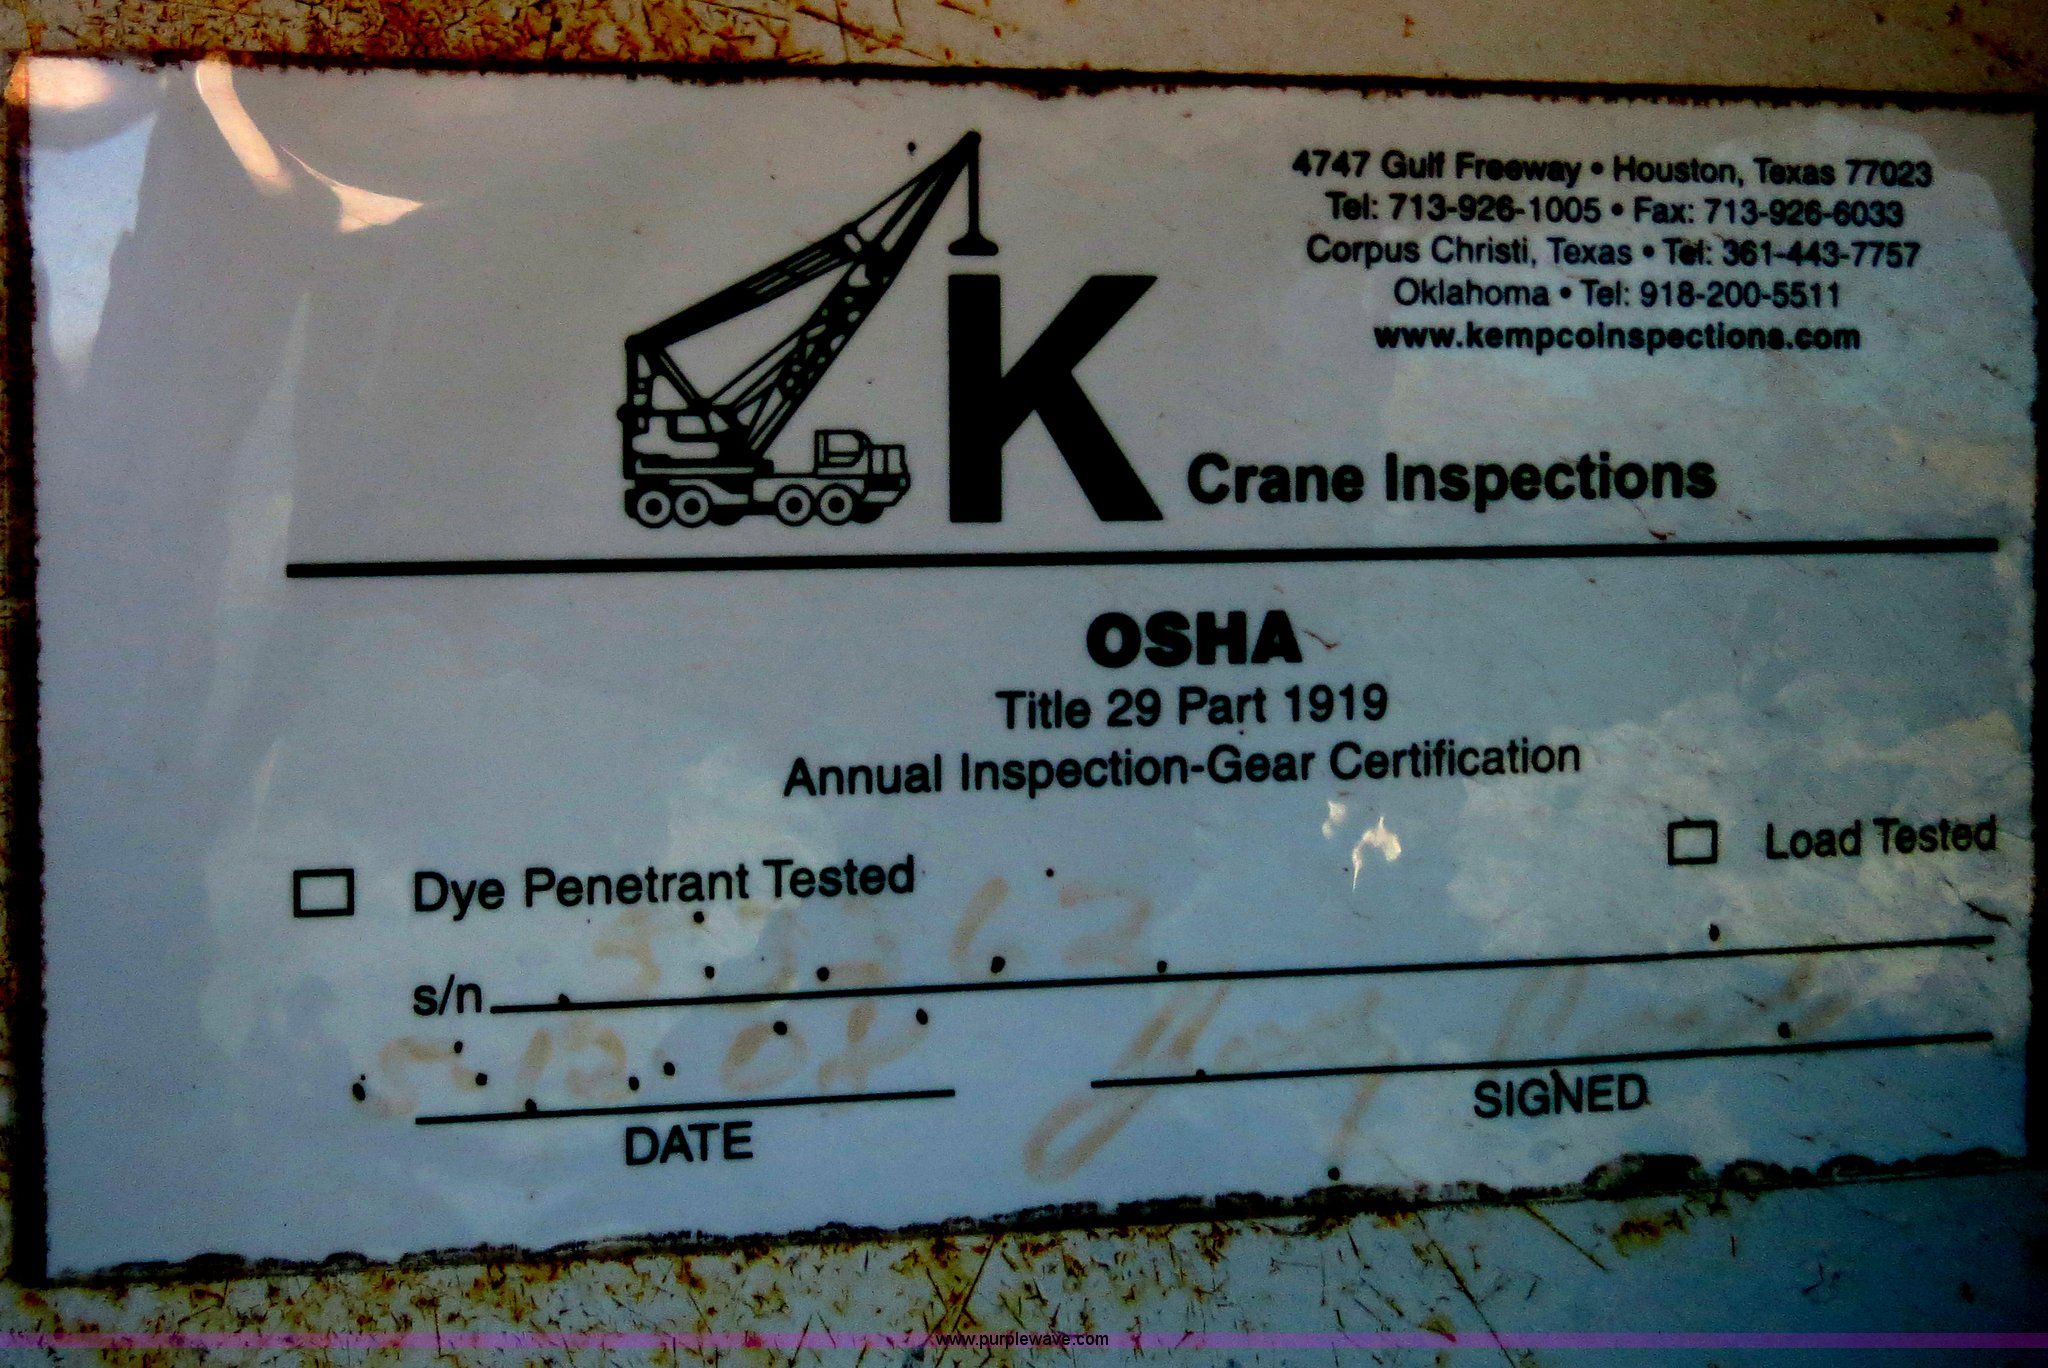 4747 Gulf Freeway • Houston, Texas 77023
Tel: 713-926-1005 • Fax: 713-926-6033
Corpus Christi, Texas • Tel: 361-443-7757
Oklahoma • Tel: 918-200-5511
www.kempcoinspections.com
K Crane Inspections
OSHA
Title 29 Part 1919
Annual Inspection-Gear Certification
Dye Penetrant Tested
Load Tested
s/n
DATE
SIGNED
www.purplewave.com